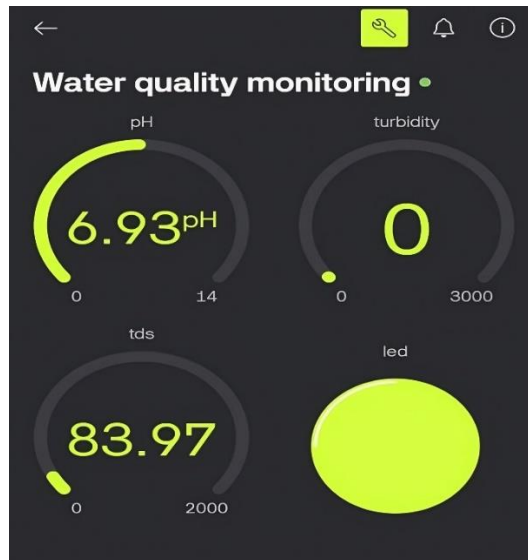 Water quality monitoring
pH
turbidity
6.93pH
0
0
14
0
3000
tds
led
83.97
0
2000